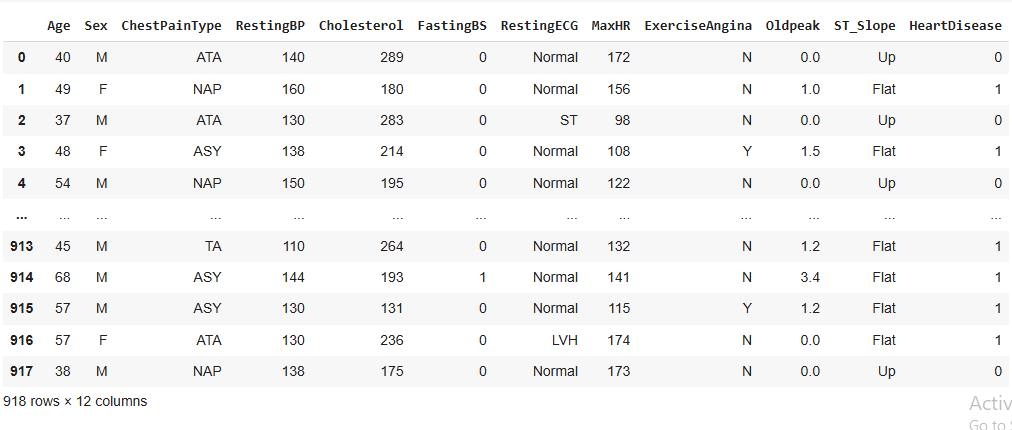 Age Sex ChestPainType RestingBP Cholesterol FastingBS RestingECG MaxHR ExerciseAngina Oldpeak ST_Slope HeartDisease
0 40 M ATA 140 289 0 Normal 172 N 0.0 Up 0
1 49 F NAP 160 180 0 Normal 156 N 1.0 Flat 1
2 37 M ATA 130 283 0 ST 98 N 0.0 Up 0
3 48 F ASY 138 214 0 Normal 108 Y 1.5 Flat 1
4 54 M NAP 150 195 0 Normal 122 N 0.0 Up 0
... ... ... ... ... ... ... ... ... ... ... ... ...
913 45 M TA 110 264 0 Normal 132 N 1.2 Flat 1
914 68 M ASY 144 193 1 Normal 141 N 3.4 Flat 1
915 57 M ASY 130 131 0 Normal 115 Y 1.2 Flat 1
916 57 F ATA 130 236 0 LVH 174 N 0.0 Flat 1
917 38 M NAP 138 175 0 Normal 173 N 0.0 Up 0
918 rows × 12 columns
Activ
Go to S